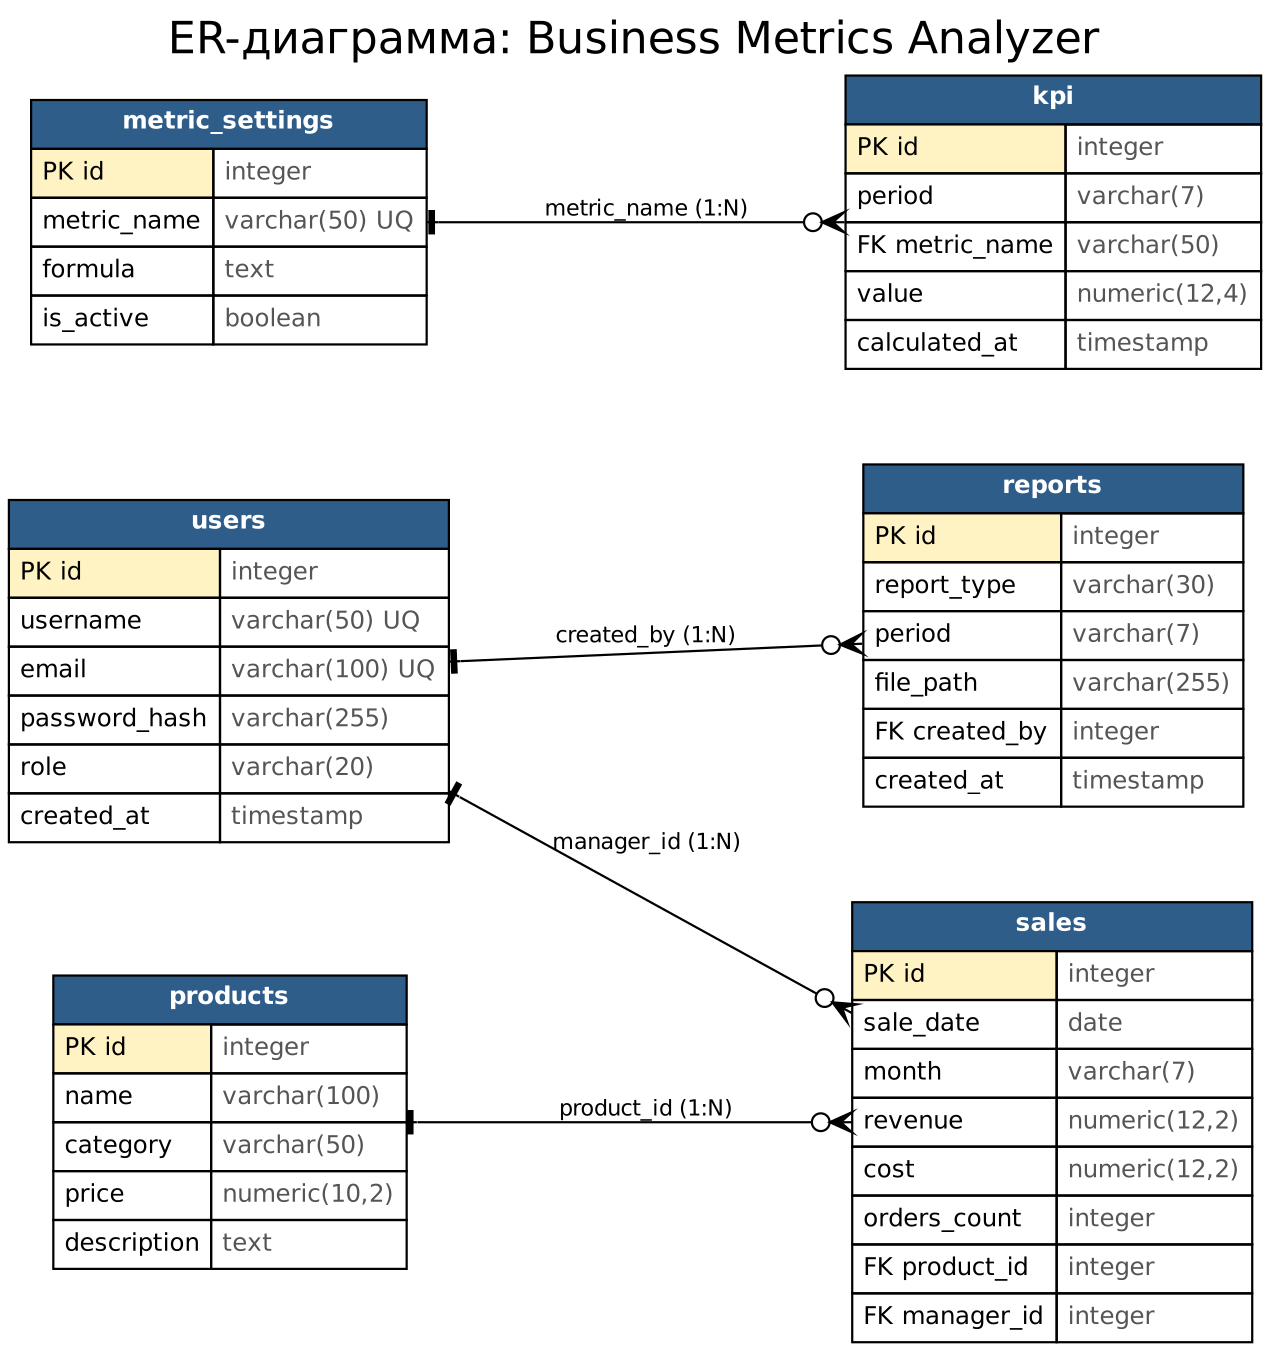 ER-диаграмма: Business Metrics Analyzer
metric_settings
PK id integer
metric_name varchar(50) UQ
formula text
is_active boolean
metric_name (1:N)
kpi
PK id integer
period varchar(7)
FK metric_name varchar(50)
value numeric(12,4)
calculated_at timestamp
users
PK id integer
username varchar(50) UQ
email varchar(100) UQ
password_hash varchar(255)
role varchar(20)
created_at timestamp
created_by (1:N)
reports
PK id integer
report_type varchar(30)
period varchar(7)
file_path varchar(255)
FK created_by integer
created_at timestamp
manager_id (1:N)
products
PK id integer
name varchar(100)
category varchar(50)
price numeric(10,2)
description text
product_id (1:N)
sales
PK id integer
sale_date date
month varchar(7)
revenue numeric(12,2)
cost numeric(12,2)
orders_count integer
FK product_id integer
FK manager_id integer